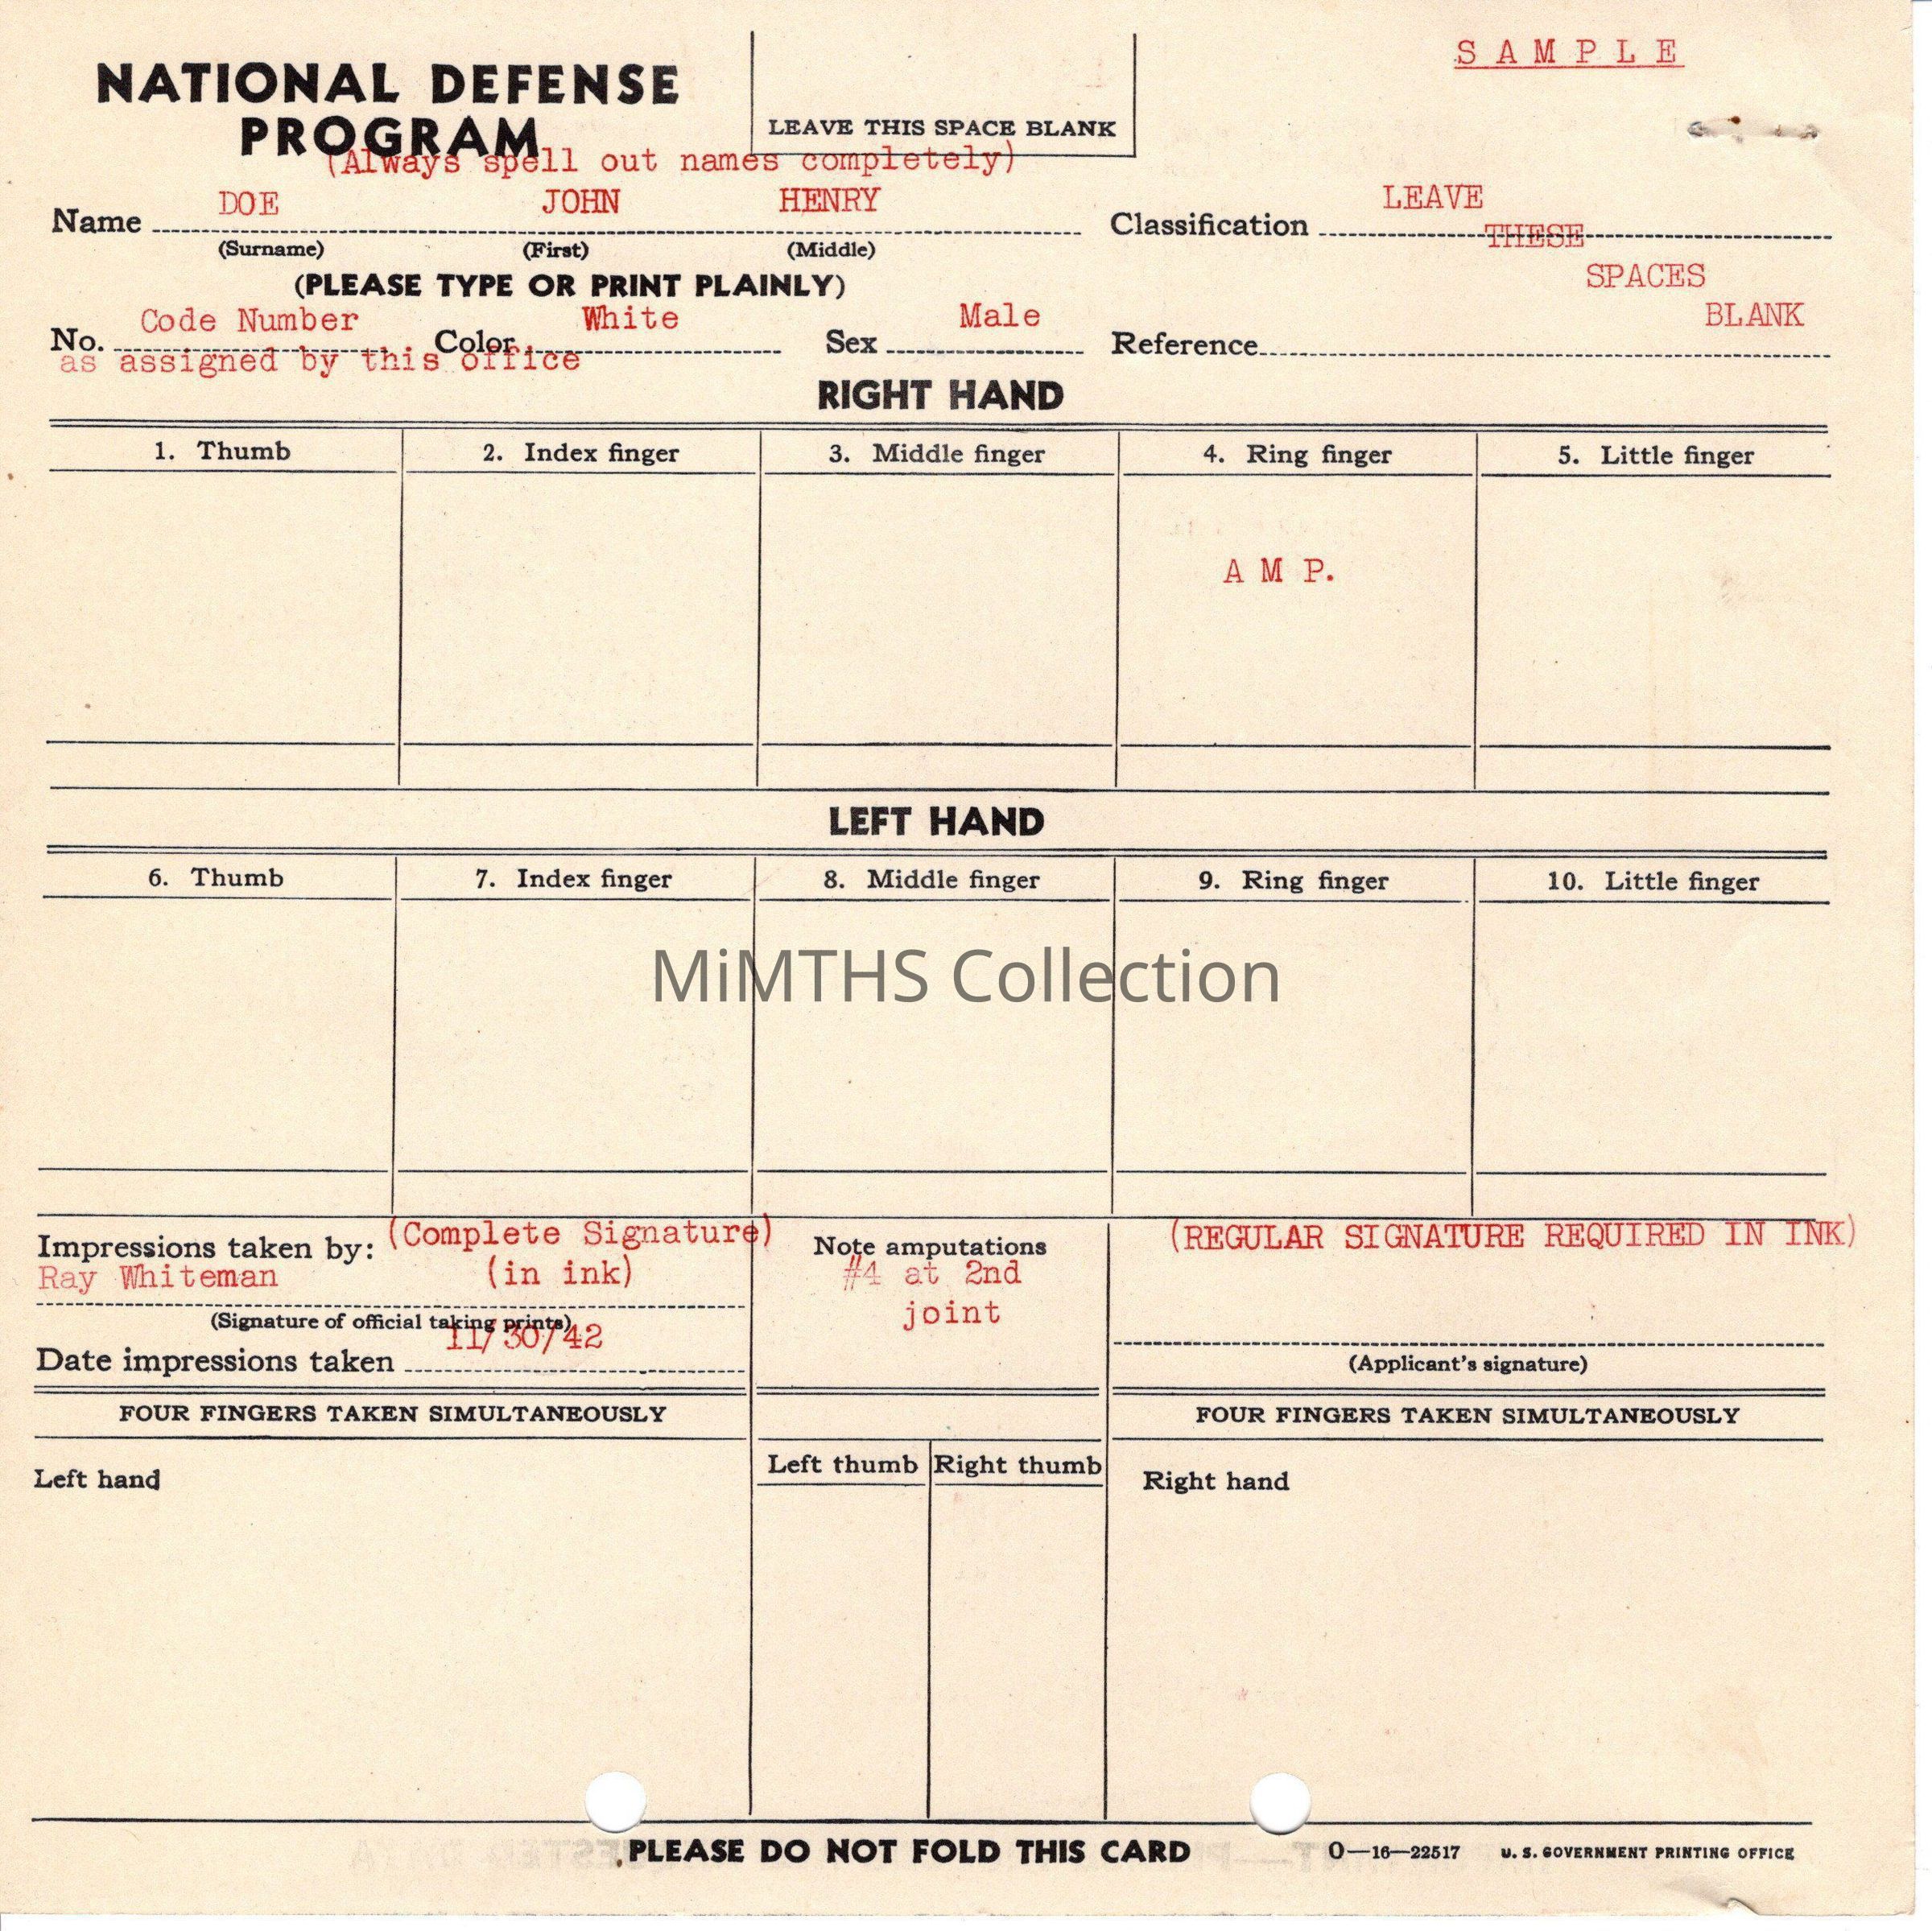 SAMPLE
NATIONAL DEFENSE
PROGRAM
LEAVE THIS SPACE BLANK
(Always spell out names completely)
Name DOE JOHN HENRY
(Surname) (First) (Middle)
Classification LEAVE
THESE
SPACES
BLANK
(PLEASE TYPE OR PRINT PLAINLY)
No. Code Number Color White Sex Male Reference
as assigned by this office
RIGHT HAND
1. Thumb 2. Index finger 3. Middle finger 4. Ring finger 5. Little finger
A M P.
LEFT HAND
6. Thumb 7. Index finger 8. Middle finger 9. Ring finger 10. Little finger
MiMTHS Collection
Impressions taken by: (Complete Signature)
Ray Whiteman (in ink)
(Signature of official taking prints)
11/30/42
Date impressions taken
Note amputations
#4 at 2nd
joint
(REGULAR SIGNATURE REQUIRED IN INK)
(Applicant's signature)
FOUR FINGERS TAKEN SIMULTANEOUSLY FOUR FINGERS TAKEN SIMULTANEOUSLY
Left hand Left thumb Right thumb Right hand
PLEASE DO NOT FOLD THIS CARD O—16—22517 U. S. GOVERNMENT PRINTING OFFICE